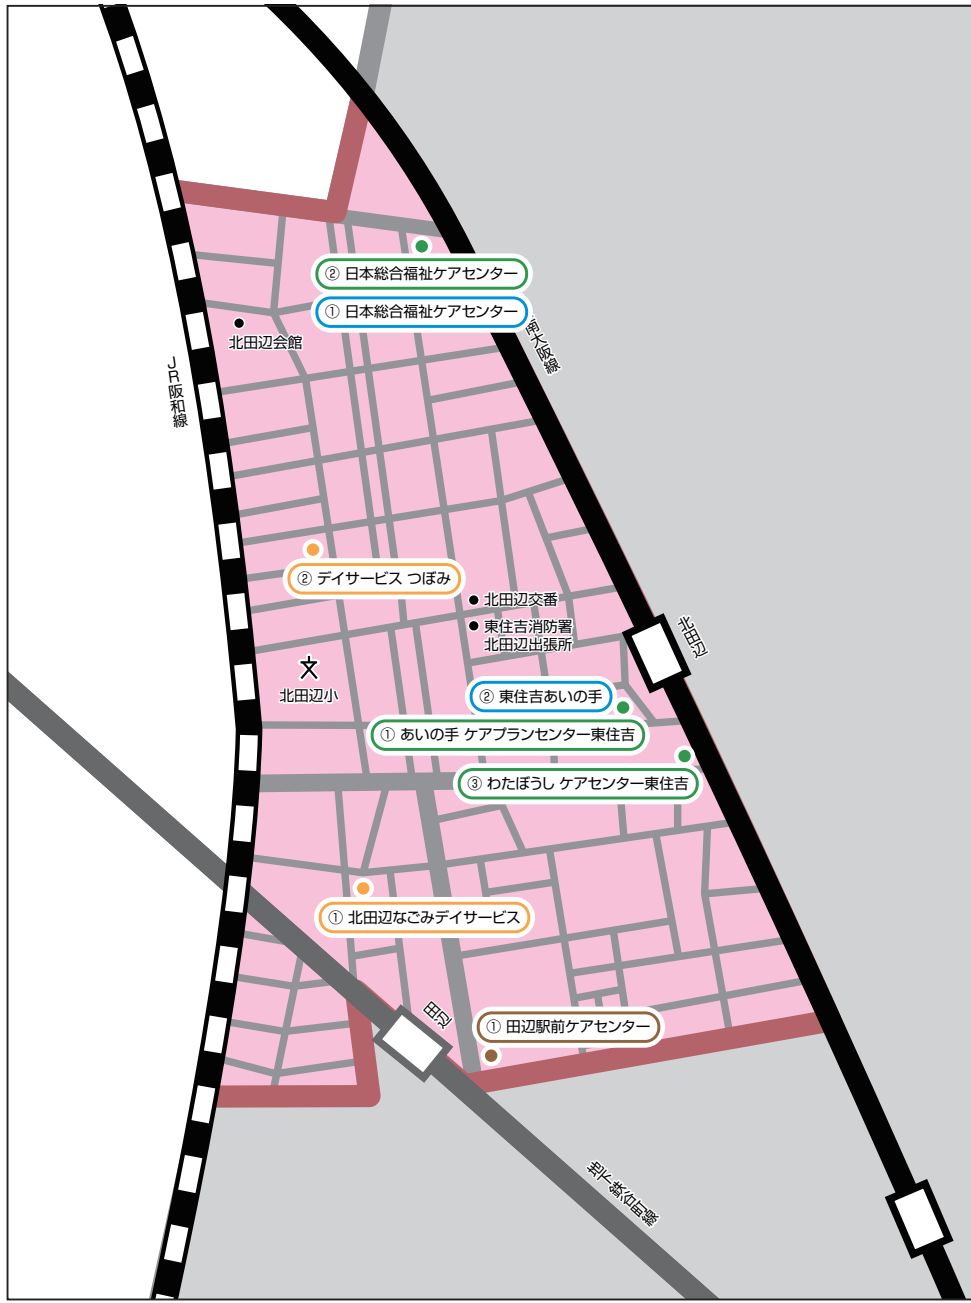 ② 日本総合福祉ケアセンター
① 日本総合福祉ケアセンター
南大阪線
北田辺会館
JR阪和線
② デイサービス つぼみ
北田辺交番
東住吉消防署
北田辺出張所
北田辺
北田辺小
② 東住吉あいの手
① あいの手 ケアプランセンター東住吉
③ わたぼうし ケアセンター東住吉
① 北田辺なごみデイサービス
田辺
① 田辺駅前ケアセンター
地下鉄谷町線